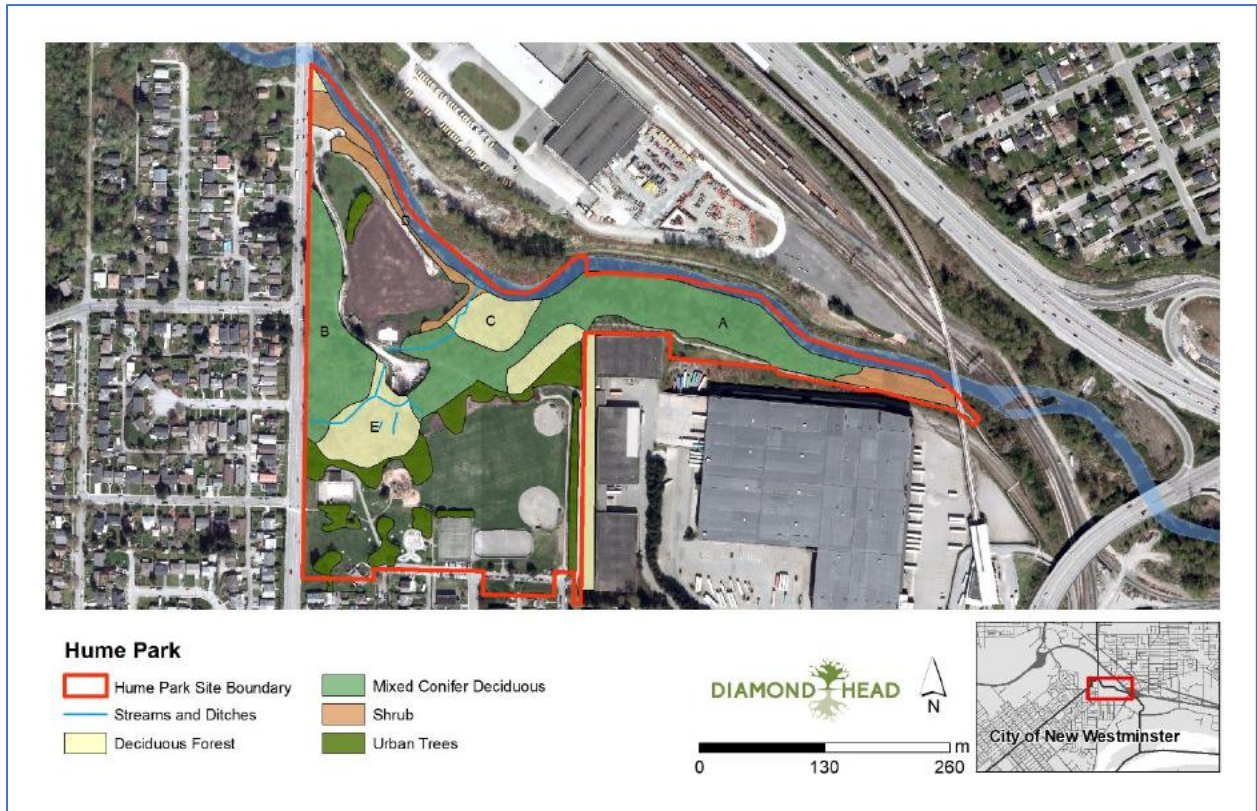 B
C
A
E
Hume Park
Hume Park Site Boundary
Streams and Ditches
Deciduous Forest
Mixed Conifer Deciduous
Shrub
Urban Trees
DIAMOND HEAD
N
m
0 130 260
City of New Westminster